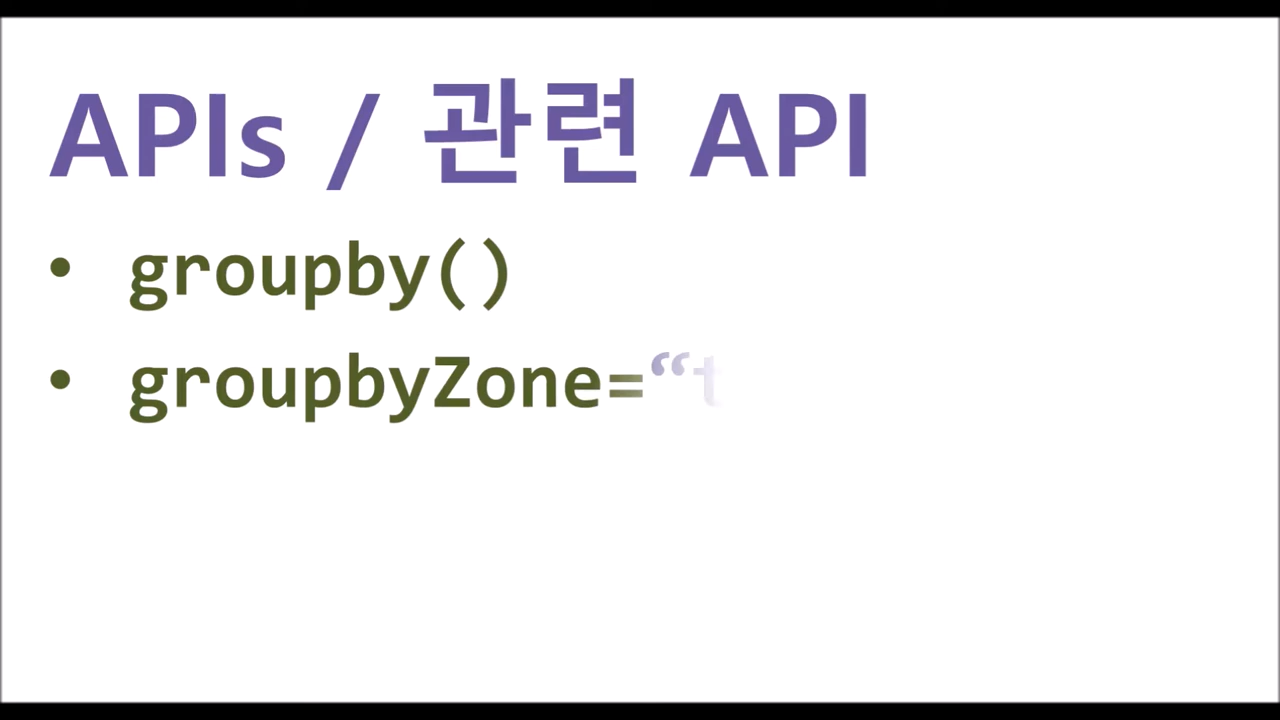 APIs / 관련 API
• groupby()
• groupbyZone=“t